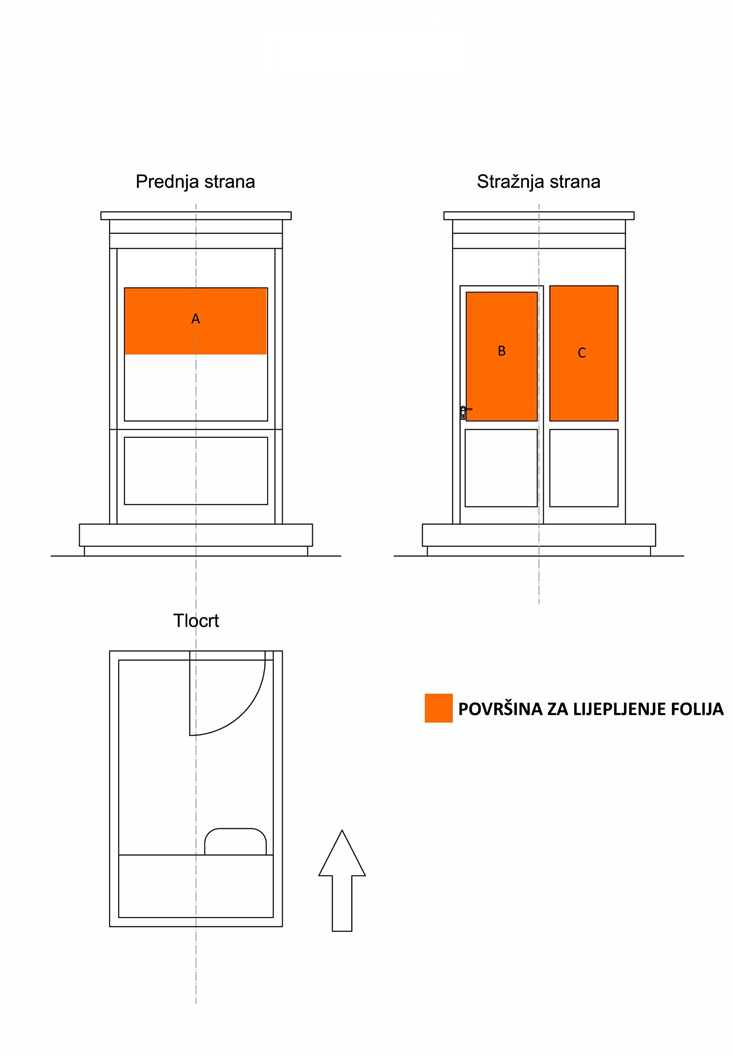 Prednja strana
Stražnja strana
A
B
C
Tlocrt
POVRŠINA ZA LIJEPLJENJE FOLIJA